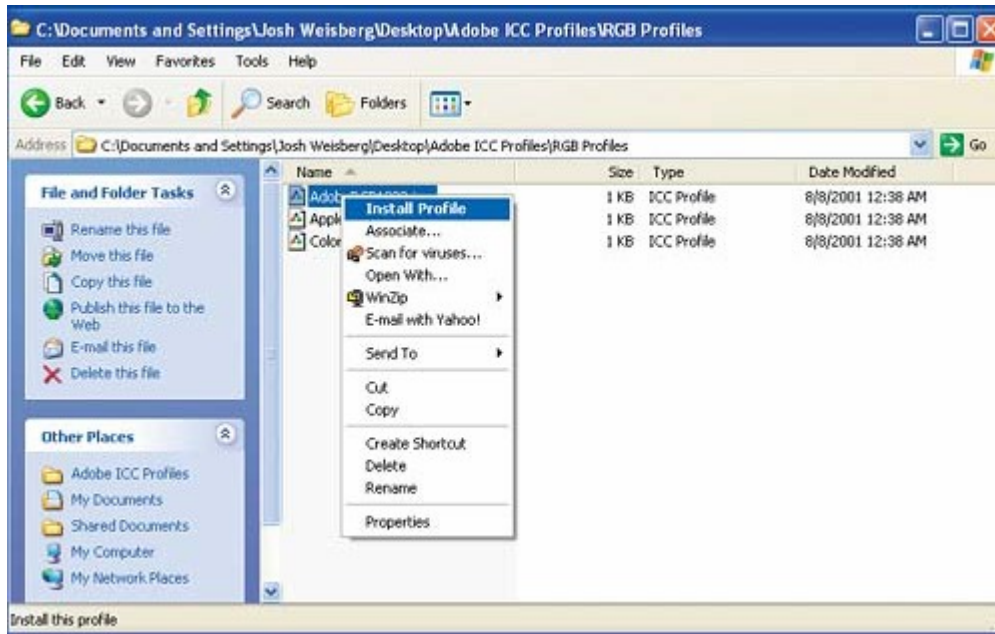 C:\Documents and Settings\Josh Weisberg\Desktop\Adobe ICC Profiles\RGB Profiles
File Edit View Favorites Tools Help
Back Search Folders
Address C:\Documents and Settings\Josh Weisberg\Desktop\Adobe ICC Profiles\RGB Profiles Go
Name Size Type Date Modified
1 KB ICC Profile 8/8/2001 12:38 AM
1 KB ICC Profile 8/8/2001 12:38 AM
Color 1 KB ICC Profile 8/8/2001 12:38 AM
File and Folder Tasks
Rename this file
Move this file
Copy this file
Publish this file to the
Web
E-mail this file
Delete this file
Other Places
Adobe ICC Profiles
My Documents
Shared Documents
My Computer
My Network Places
Install Profile
Associate...
Scan for viruses...
Open With...
WinZip
E-mail with Yahoo!
Send To
Cut
Copy
Create Shortcut
Delete
Rename
Properties
Install this profile